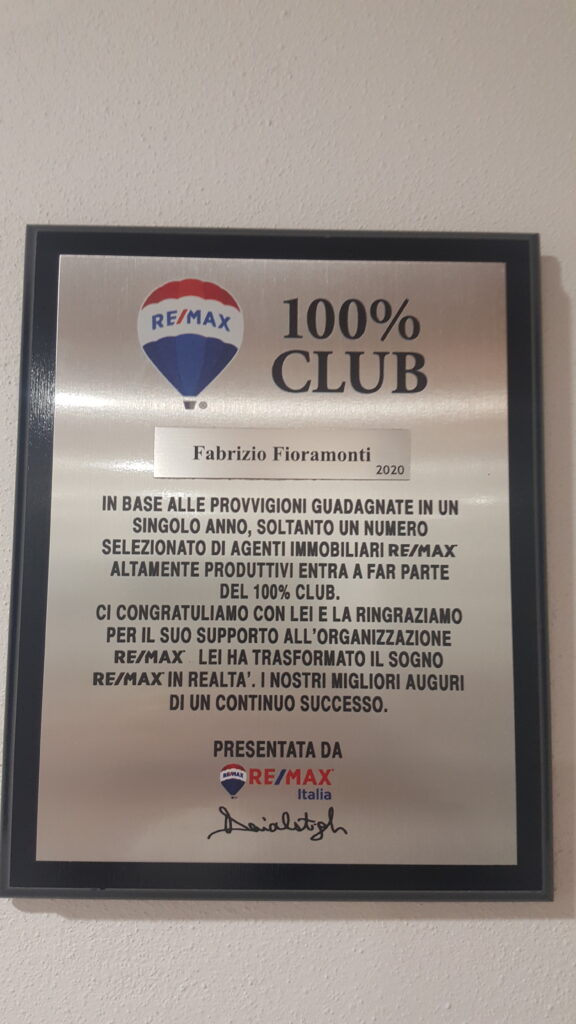 RE/MAX
100%
CLUB
Fabrizio Fioramonti
2020
IN BASE ALLE PROVVIGIONI GUADAGNATE IN UN
SINGOLO ANNO, SOLTANTO UN NUMERO
SELEZIONATO DI AGENTI IMMOBILIARI RE/MAX
ALTAMENTE PRODUTTIVI ENTRA A FAR PARTE
DEL 100% CLUB.
CI CONGRATULIAMO CON LEI E LA RINGRAZIAMO
PER IL SUO SUPPORTO ALL'ORGANIZZAZIONE
RE/MAX LEI HA TRASFORMATO IL SOGNO
RE/MAX IN REALTA'. I NOSTRI MIGLIORI AUGURI
DI UN CONTINUO SUCCESSO.
PRESENTATA DA
RE/MAX RE/MAX
Italia